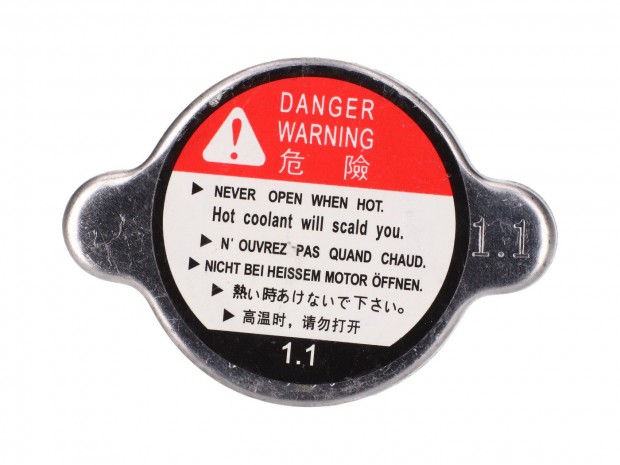 DANGER
WARNING
危險
▶ NEVER OPEN WHEN HOT.
Hot coolant will scald you.
▶ N' OUVREZ PAS QUAND CHAUD.
▶ NICHT BEI HEISSEM MOTOR ÖFFNEN.
▶ 熱い時あけないで下さい。
▶ 高温时，请勿打开
1.1
1.1